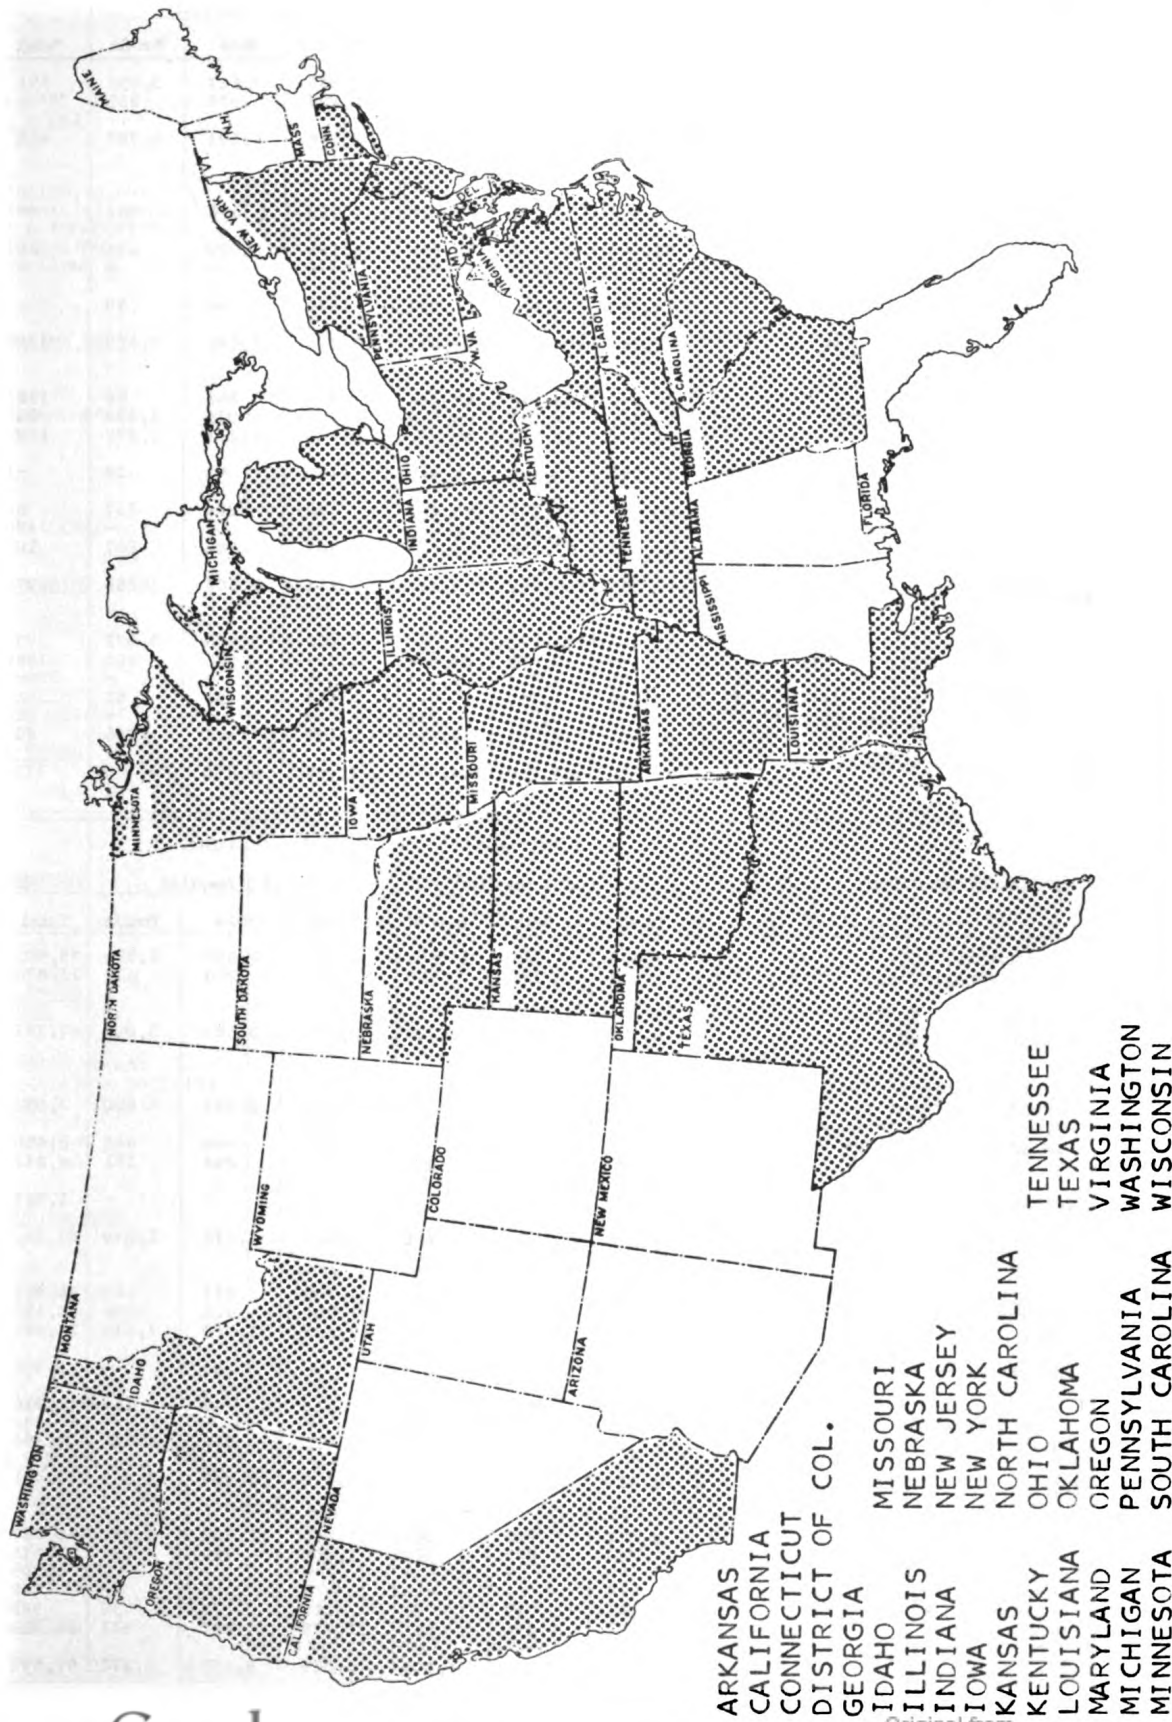 WASHINGTON
OREGON
CALIFORNIA
NEVADA
IDAHO
MONTANA
WYOMING
UTAH
ARIZONA
COLORADO
NEW MEXICO
NORTH DAKOTA
SOUTH DAKOTA
NEBRASKA
KANSAS
OKLAHOMA
TEXAS
MINNESOTA
IOWA
MISSOURI
ARKANSAS
LOUISIANA
WISCONSIN
ILLINOIS
MICHIGAN
INDIANA
OHIO
KENTUCKY
TENNESSEE
MISSISSIPPI
ALABAMA
GEORGIA
FLORIDA
S. CAROLINA
N. CAROLINA
VIRGINIA
W. VA
MD
DEL
PENNSYLVANIA
NEW YORK
VT
N.H.
MAINE
MASS
CONN
ARKANSAS
CALIFORNIA
CONNECTICUT
DISTRICT OF COL.
GEORGIA
IDAHO MISSOURI
ILLINOIS NEBRASKA
INDIANA NEW JERSEY
IOWA NEW YORK
KANSAS NORTH CAROLINA
KENTUCKY OHIO TENNESSEE
LOUISIANA OKLAHOMA TEXAS
MARYLAND OREGON VIRGINIA
MICHIGAN PENNSYLVANIA WASHINGTON
MINNESOTA SOUTH CAROLINA WISCONSIN
Original from